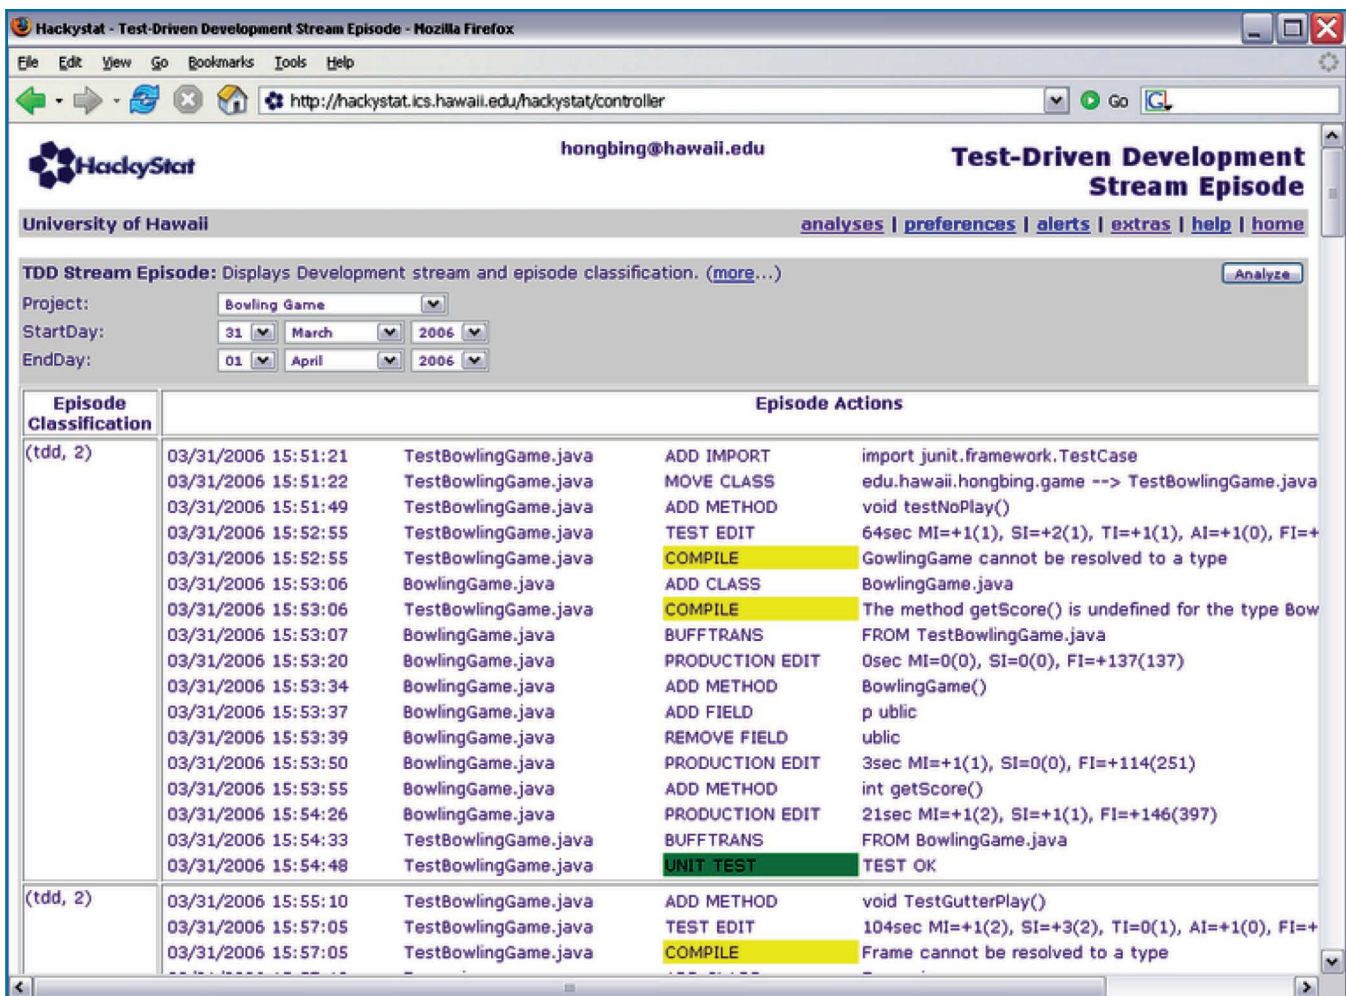 Hackystat - Test-Driven Development Stream Episode - Mozilla Firefox
File Edit View Go Bookmarks Tools Help
http://hackystat.ics.hawaii.edu/hackystat/controller Go G
HackyStat hongbing@hawaii.edu Test-Driven Development
Stream Episode
University of Hawaii analyses | preferences | alerts | extras | help | home
TDD Stream Episode: Displays Development stream and episode classification. (more...) Analyze
Project: Bowling Game
StartDay: 31 March 2006
EndDay: 01 April 2006
Episode Classification Episode Actions
(tdd, 2) 03/31/2006 15:51:21 TestBowlingGame.java ADD IMPORT import junit.framework.TestCase
03/31/2006 15:51:22 TestBowlingGame.java MOVE CLASS edu.hawaii.hongbing.game --> TestBowlingGame.java
03/31/2006 15:51:49 TestBowlingGame.java ADD METHOD void testNoPlay()
03/31/2006 15:52:55 TestBowlingGame.java TEST EDIT 64sec MI=+1(1), SI=+2(1), TI=+1(1), AI=+1(0), FI=+
03/31/2006 15:52:55 TestBowlingGame.java COMPILE GowlingGame cannot be resolved to a type
03/31/2006 15:53:06 BowlingGame.java ADD CLASS BowlingGame.java
03/31/2006 15:53:06 TestBowlingGame.java COMPILE The method getScore() is undefined for the type Bow
03/31/2006 15:53:07 BowlingGame.java BUFFTRANS FROM TestBowlingGame.java
03/31/2006 15:53:20 BowlingGame.java PRODUCTION EDIT 0sec MI=0(0), SI=0(0), FI=+137(137)
03/31/2006 15:53:34 BowlingGame.java ADD METHOD BowlingGame()
03/31/2006 15:53:37 BowlingGame.java ADD FIELD p ublic
03/31/2006 15:53:39 BowlingGame.java REMOVE FIELD ublic
03/31/2006 15:53:50 BowlingGame.java PRODUCTION EDIT 3sec MI=+1(1), SI=0(0), FI=+114(251)
03/31/2006 15:53:55 BowlingGame.java ADD METHOD int getScore()
03/31/2006 15:54:26 BowlingGame.java PRODUCTION EDIT 21sec MI=+1(2), SI=+1(1), FI=+146(397)
03/31/2006 15:54:33 TestBowlingGame.java BUFFTRANS FROM BowlingGame.java
03/31/2006 15:54:48 TestBowlingGame.java UNIT TEST TEST OK
(tdd, 2) 03/31/2006 15:55:10 TestBowlingGame.java ADD METHOD void TestGutterPlay()
03/31/2006 15:57:05 TestBowlingGame.java TEST EDIT 104sec MI=+1(2), SI=+3(2), TI=0(1), AI=+1(0), FI=+
03/31/2006 15:57:05 TestBowlingGame.java COMPILE Frame cannot be resolved to a type